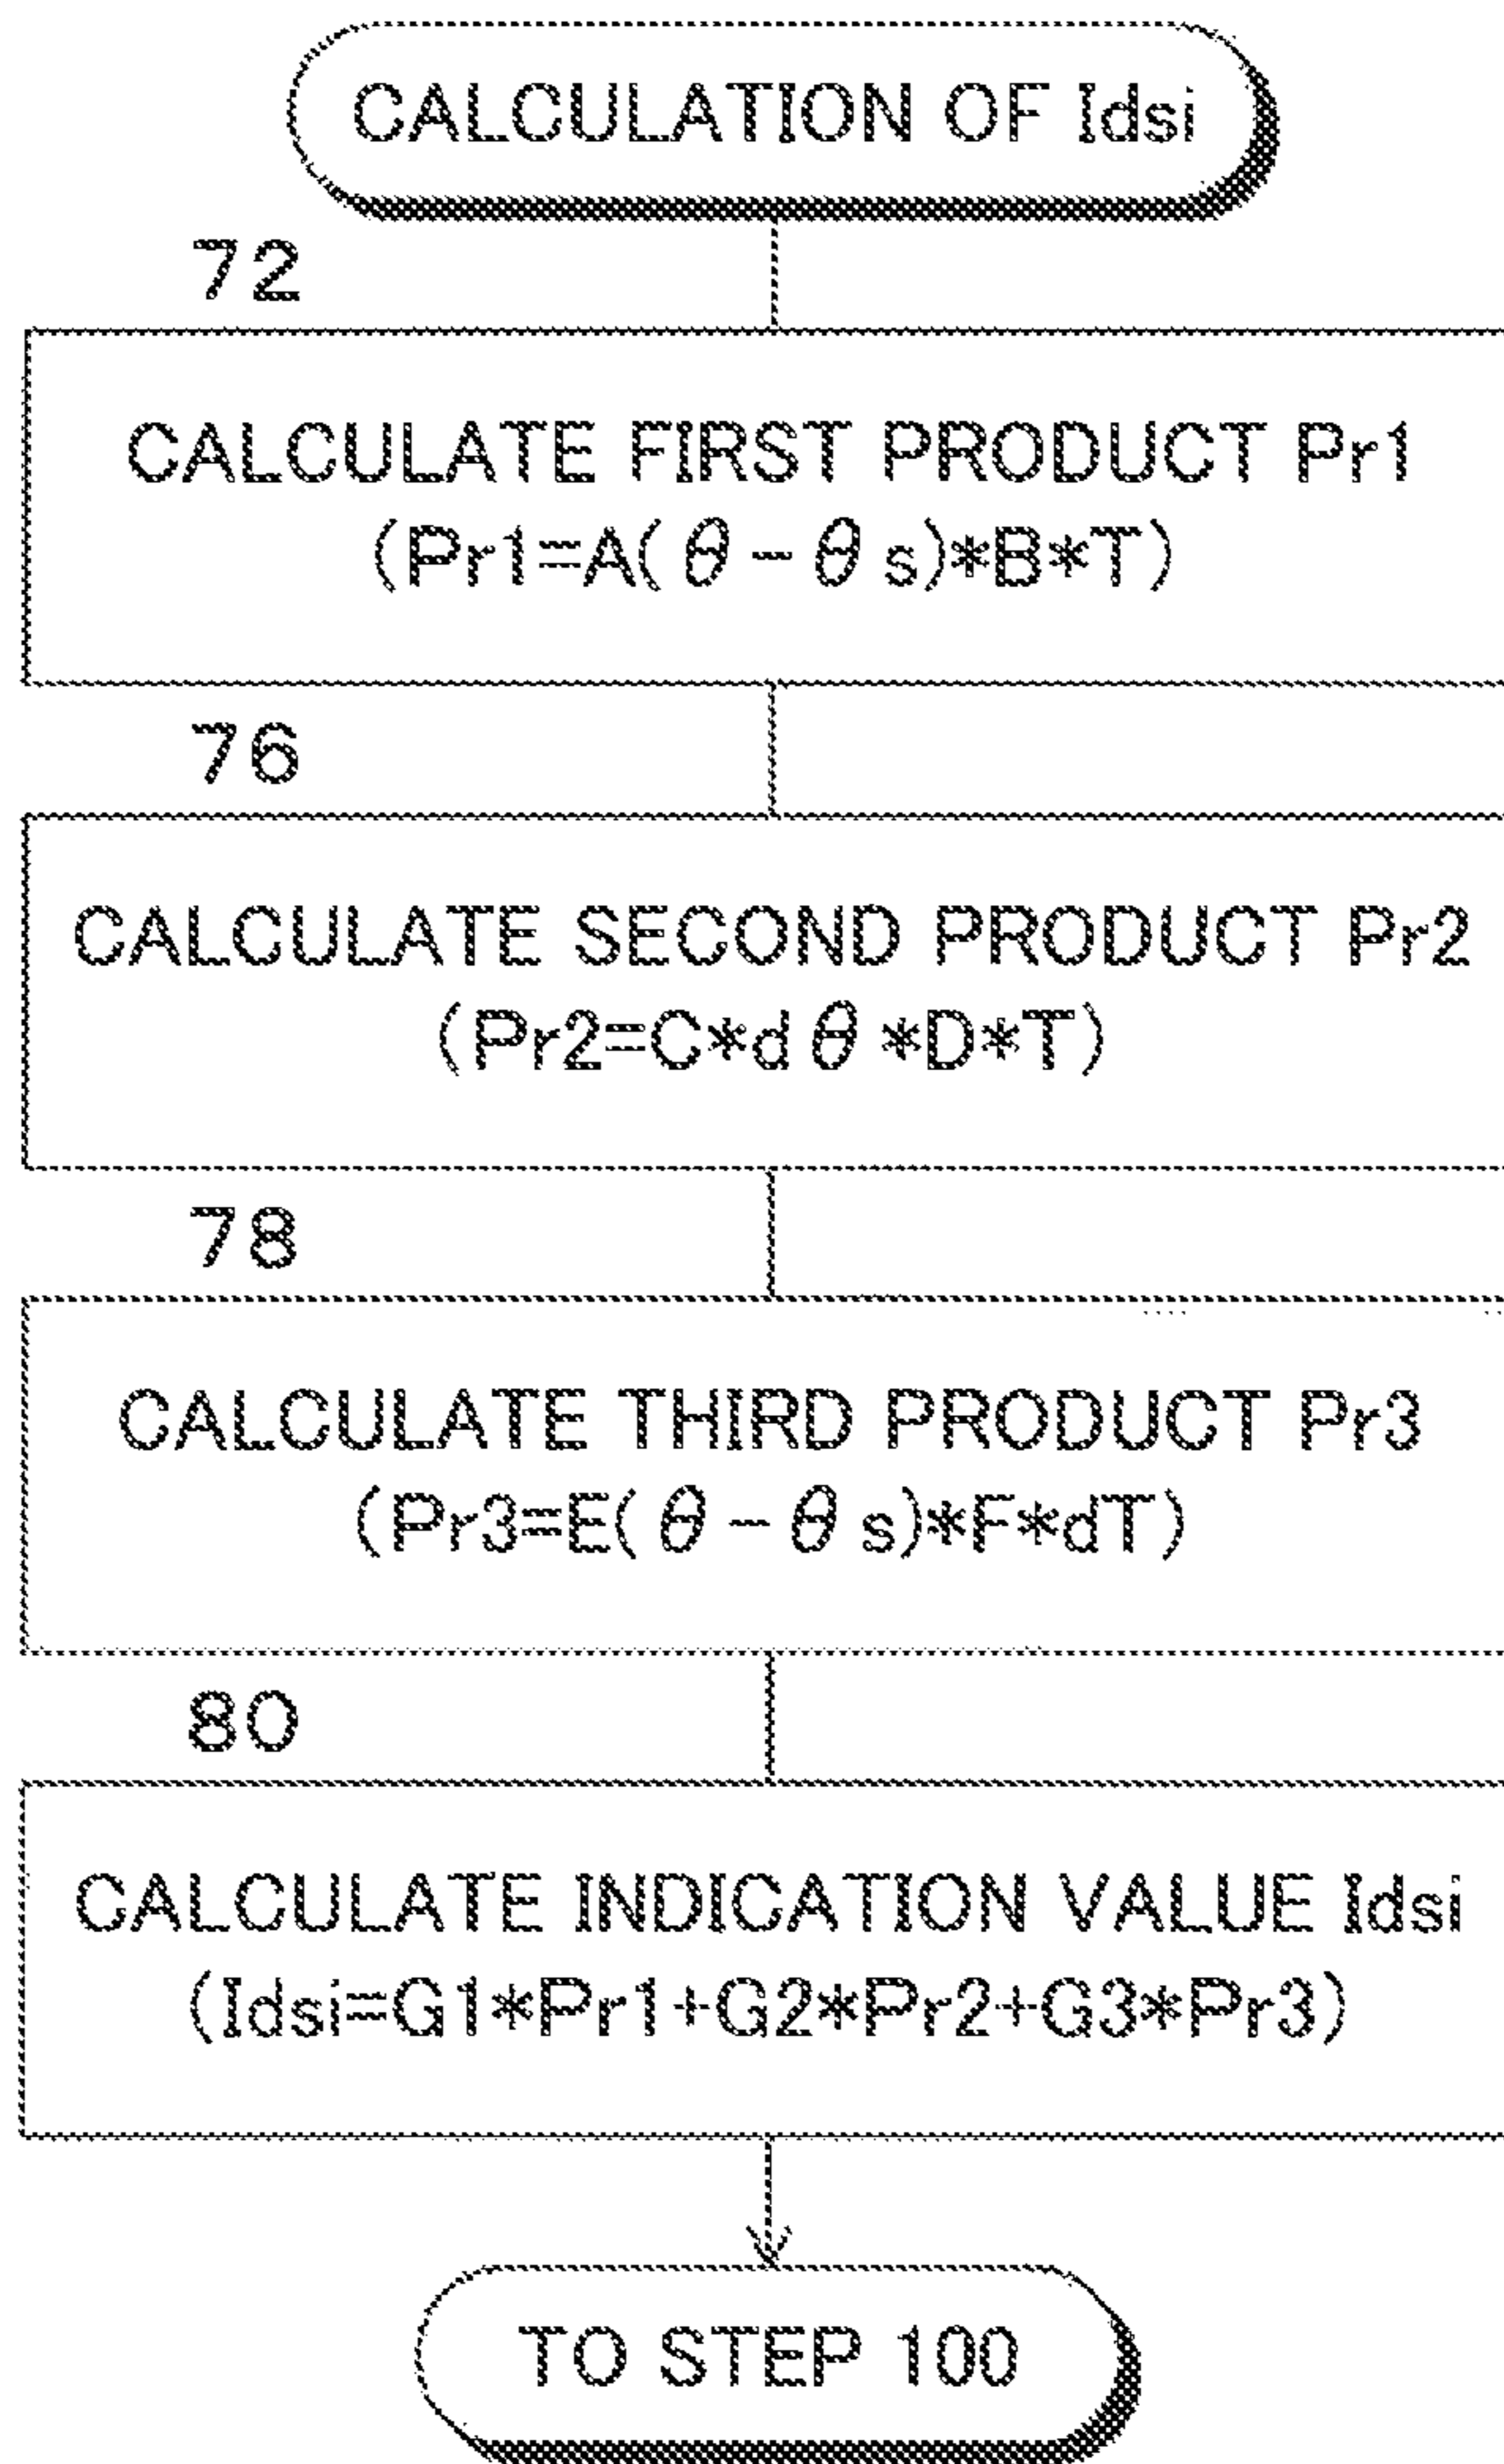 CALCULATION OF Idsi
72
CALCULATE FIRST PRODUCT Pr1
(Pr1=A(θ-θs)*B*T)
76
CALCULATE SECOND PRODUCT Pr2
(Pr2=C*dθ*D*T)
78
CALCULATE THIRD PRODUCT Pr3
(Pr3=E(θ-θs)*F*dT)
80
CALCULATE INDICATION VALUE Idsi
(Idsi=G1*Pr1+G2*Pr2+G3*Pr3)
TO STEP 100